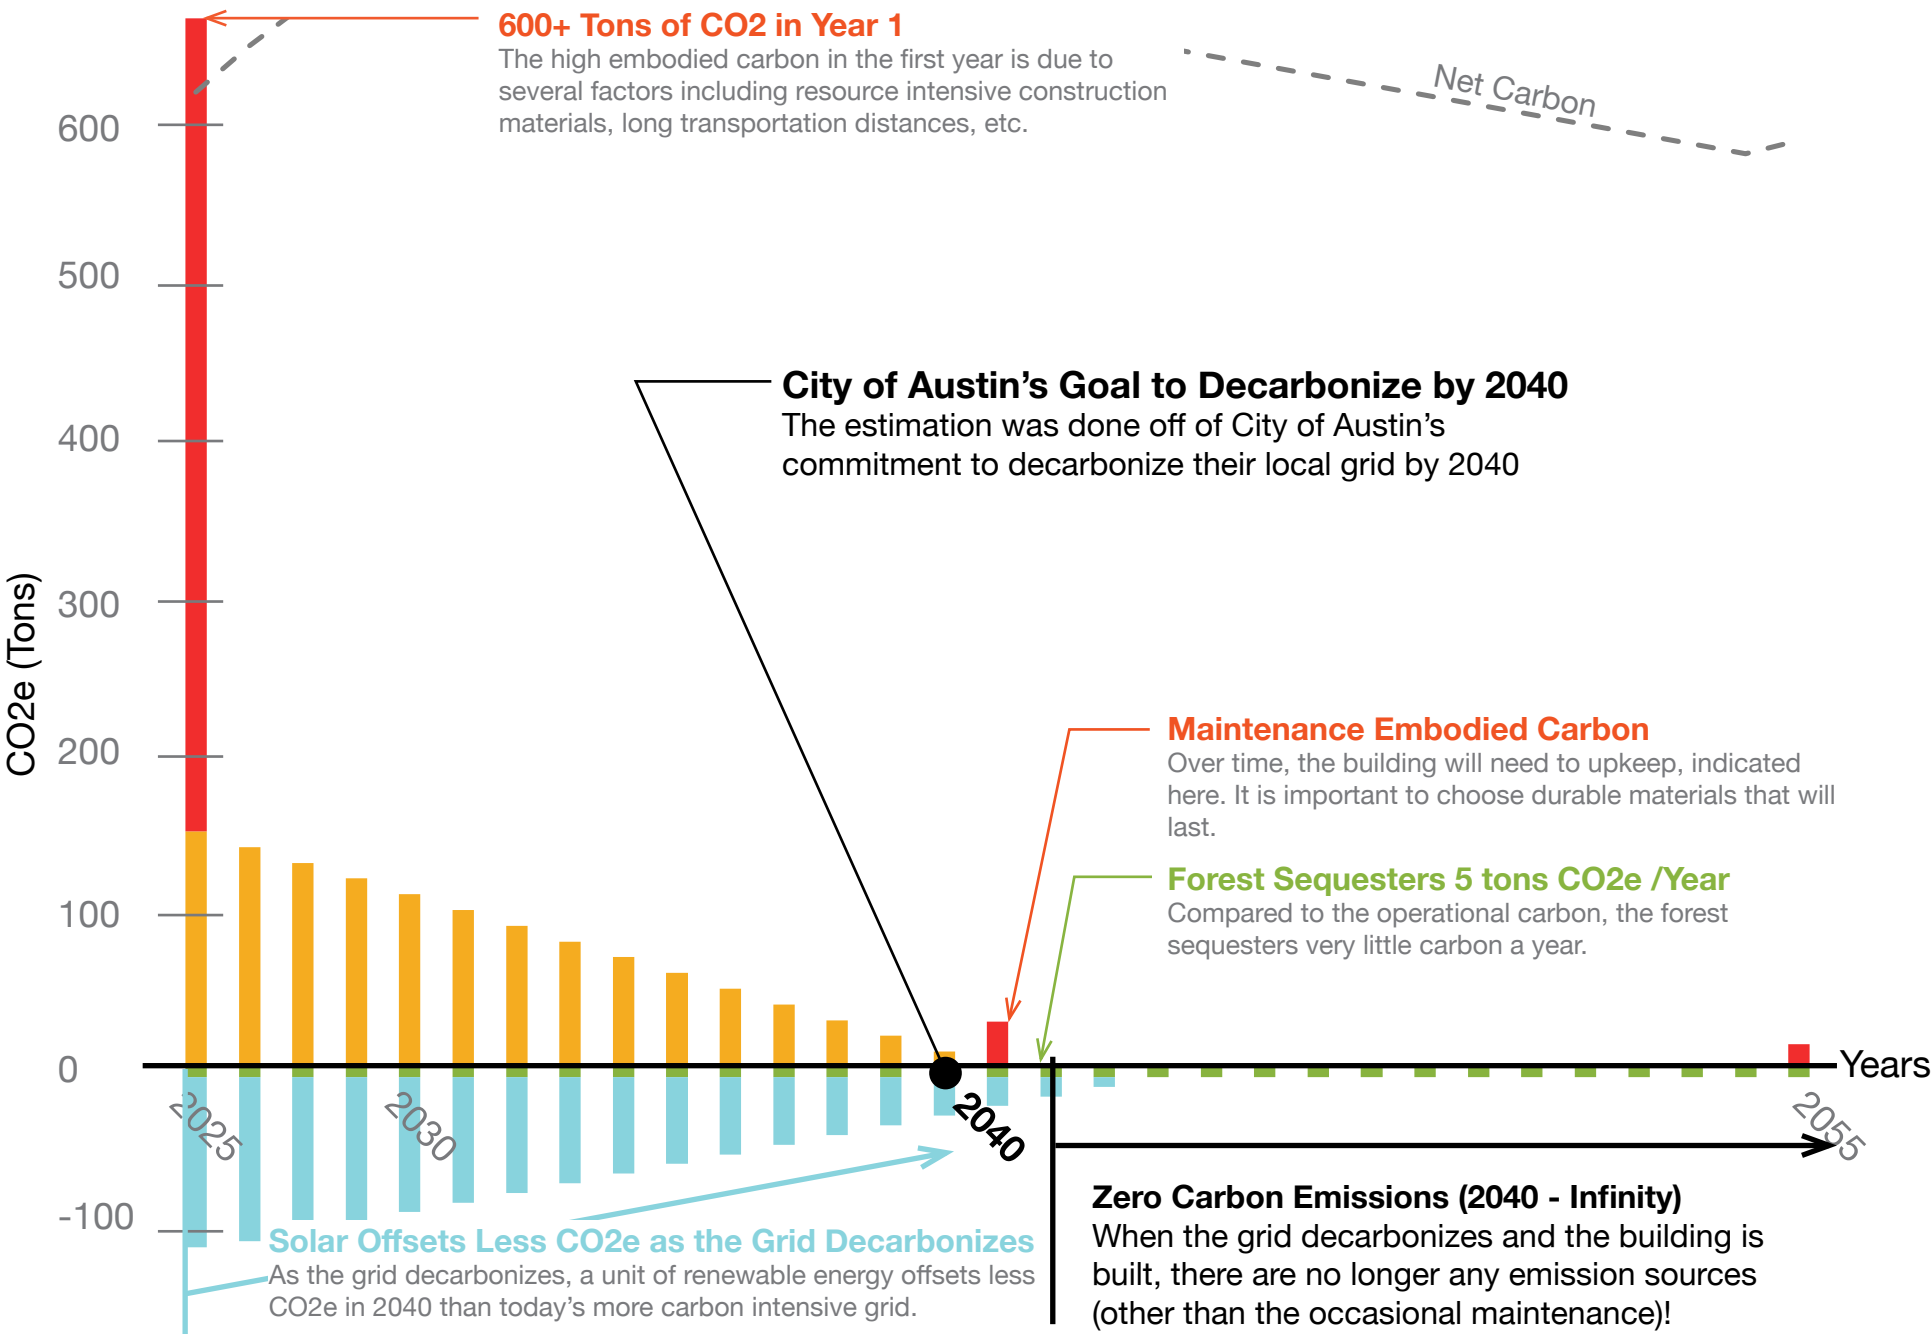 600+ Tons of CO2 in Year 1
The high embodied carbon in the first year is due to
several factors including resource intensive construction
materials, long transportation distances, etc.
Net Carbon
600
500
400
300
200
100
0
-100
CO2e (Tons)
City of Austin’s Goal to Decarbonize by 2040
The estimation was done off of City of Austin’s
commitment to decarbonize their local grid by 2040
Maintenance Embodied Carbon
Over time, the building will need to upkeep, indicated
here. It is important to choose durable materials that will
last.
Forest Sequesters 5 tons CO2e /Year
Compared to the operational carbon, the forest
sequesters very little carbon a year.
Years
2025
2030
2040
2055
Solar Offsets Less CO2e as the Grid Decarbonizes
As the grid decarbonizes, a unit of renewable energy offsets less
CO2e in 2040 than today’s more carbon intensive grid.
Zero Carbon Emissions (2040 - Infinity)
When the grid decarbonizes and the building is
built, there are no longer any emission sources
(other than the occasional maintenance)!